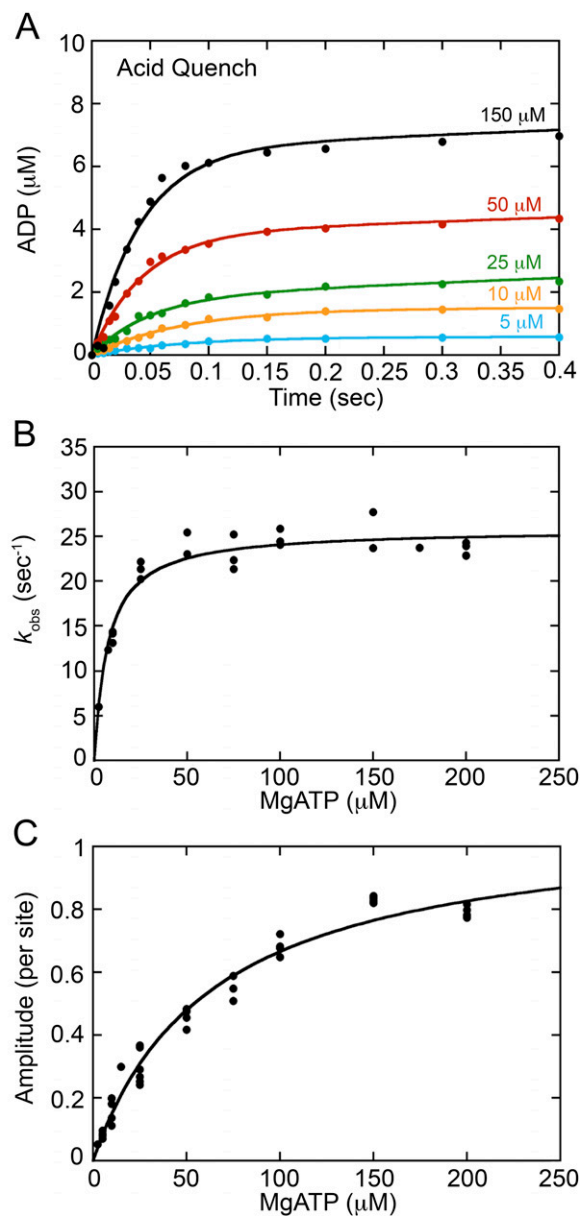 A
10
8
6
4
2
0
Acid Quench
150 μM
50 μM
25 μM
10 μM
5 μM
ADP (μM)
0 0.05 0.1 0.15 0.2 0.25 0.3 0.35 0.4
Time (sec)
B
35
30
25
20
15
10
5
0
kobs (sec-1)
0 50 100 150 200 250
MgATP (μM)
C
1
0.8
0.6
0.4
0.2
0
Amplitude (per site)
0 50 100 150 200 250
MgATP (μM)